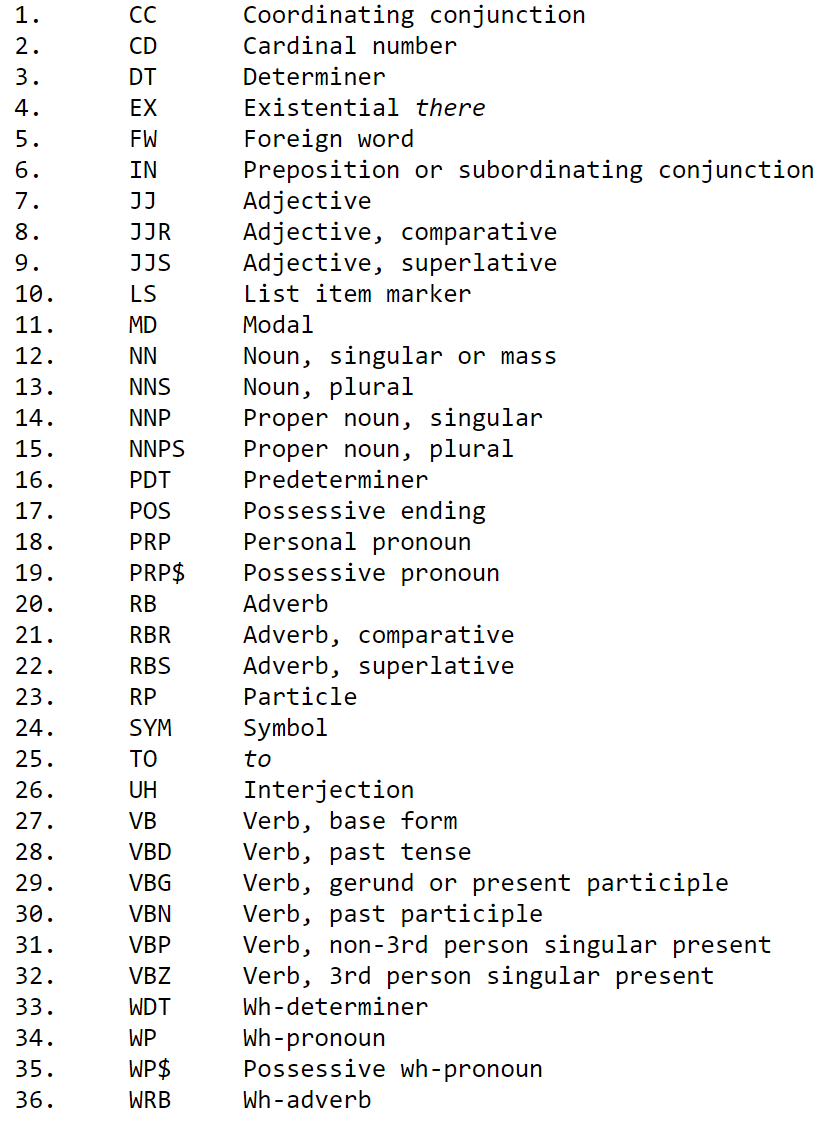 1. CC Coordinating conjunction
2. CD Cardinal number
3. DT Determiner
4. EX Existential there
5. FW Foreign word
6. IN Preposition or subordinating conjunction
7. JJ Adjective
8. JJR Adjective, comparative
9. JJS Adjective, superlative
10. LS List item marker
11. MD Modal
12. NN Noun, singular or mass
13. NNS Noun, plural
14. NNP Proper noun, singular
15. NNPS Proper noun, plural
16. PDT Predeterminer
17. POS Possessive ending
18. PRP Personal pronoun
19. PRP$ Possessive pronoun
20. RB Adverb
21. RBR Adverb, comparative
22. RBS Adverb, superlative
23. RP Particle
24. SYM Symbol
25. TO to
26. UH Interjection
27. VB Verb, base form
28. VBD Verb, past tense
29. VBG Verb, gerund or present participle
30. VBN Verb, past participle
31. VBP Verb, non-3rd person singular present
32. VBZ Verb, 3rd person singular present
33. WDT Wh-determiner
34. WP Wh-pronoun
35. WP$ Possessive wh-pronoun
36. WRB Wh-adverb